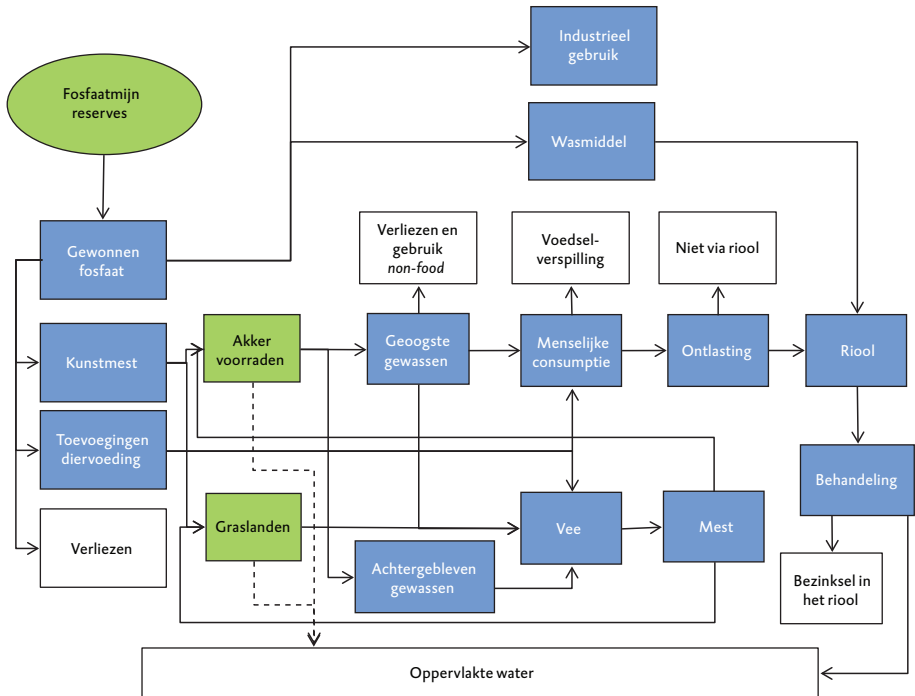 Industrieel
gebruik
Fosfaatmijn
reserves
Wasmiddel
Gewonnen
fosfaat
Verliezen en
gebruik
non-food
Voedsel-
verspilling
Niet via riool
Kunstmest
Akker
voorraden
Geoogste
gewassen
Menselijke
consumptie
Ontlasting
Riool
Toevoegingen
diervoeding
Behandeling
Verliezen
Graslanden
Vee
Mest
Achtergebleven
gewassen
Bezinksel in
het riool
Oppervlakte water